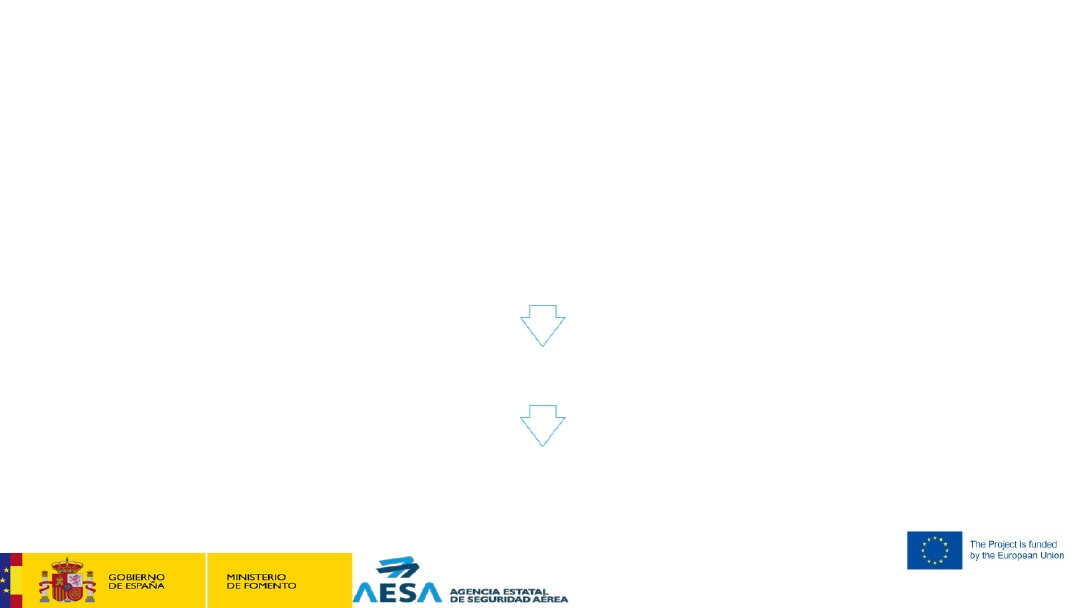 The Project is funded
by the European Union
GOBIERNO
DE ESPAÑA
MINISTERIO
DE FOMENTO
AESA
AGENCIA ESTATAL
DE SEGURIDAD AÉREA